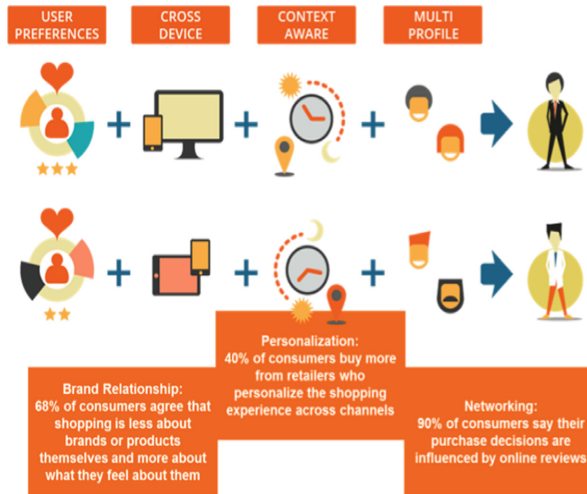 USER
PREFERENCES
CROSS
DEVICE
CONTEXT
AWARE
MULTI
PROFILE
Personalization:
40% of consumers buy more
from retailers who
personalize the shopping
experience across channels
Brand Relationship:
68% of consumers agree that
shopping is less about
brands or products
themselves and more about
what they feel about them
Networking:
90% of consumers say their
purchase decisions are
influenced by online reviews